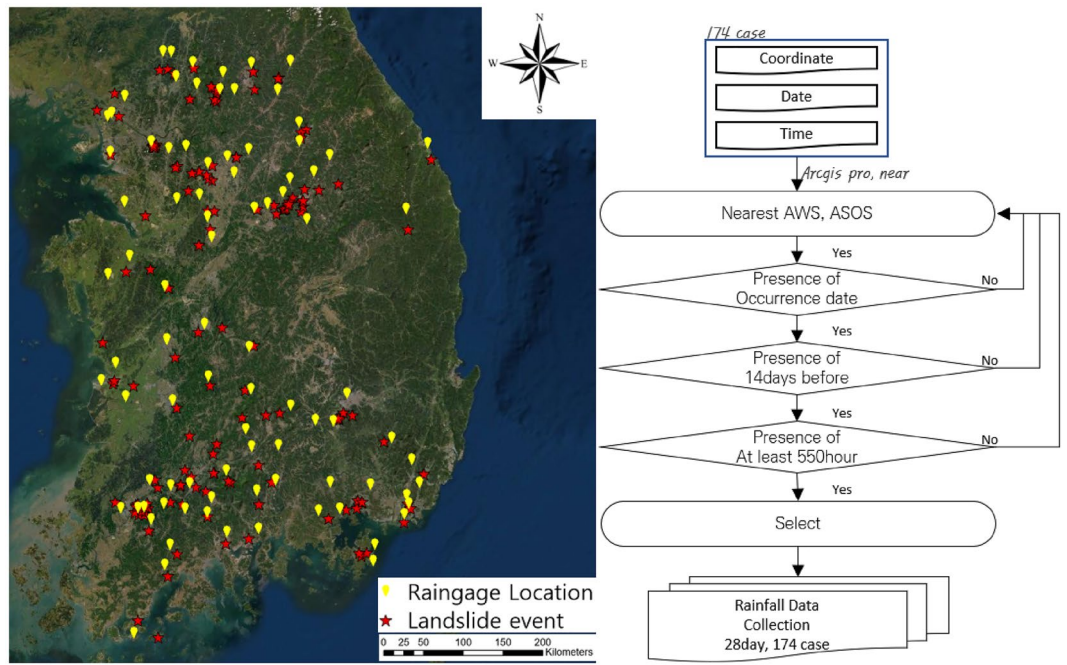 N
W
E
S
Raingage Location
Landslide event
0 25 50 100 150 200
Kilometers
174 case
Coordinate
Date
Time
Arcgis pro, near
Nearest AWS, ASOS
Yes
Presence of
Occurrence date
No
Yes
Presence of
14days before
No
Yes
Presence of
At least 550hour
No
Yes
Select
Rainfall Data
Collection
28day, 174 case